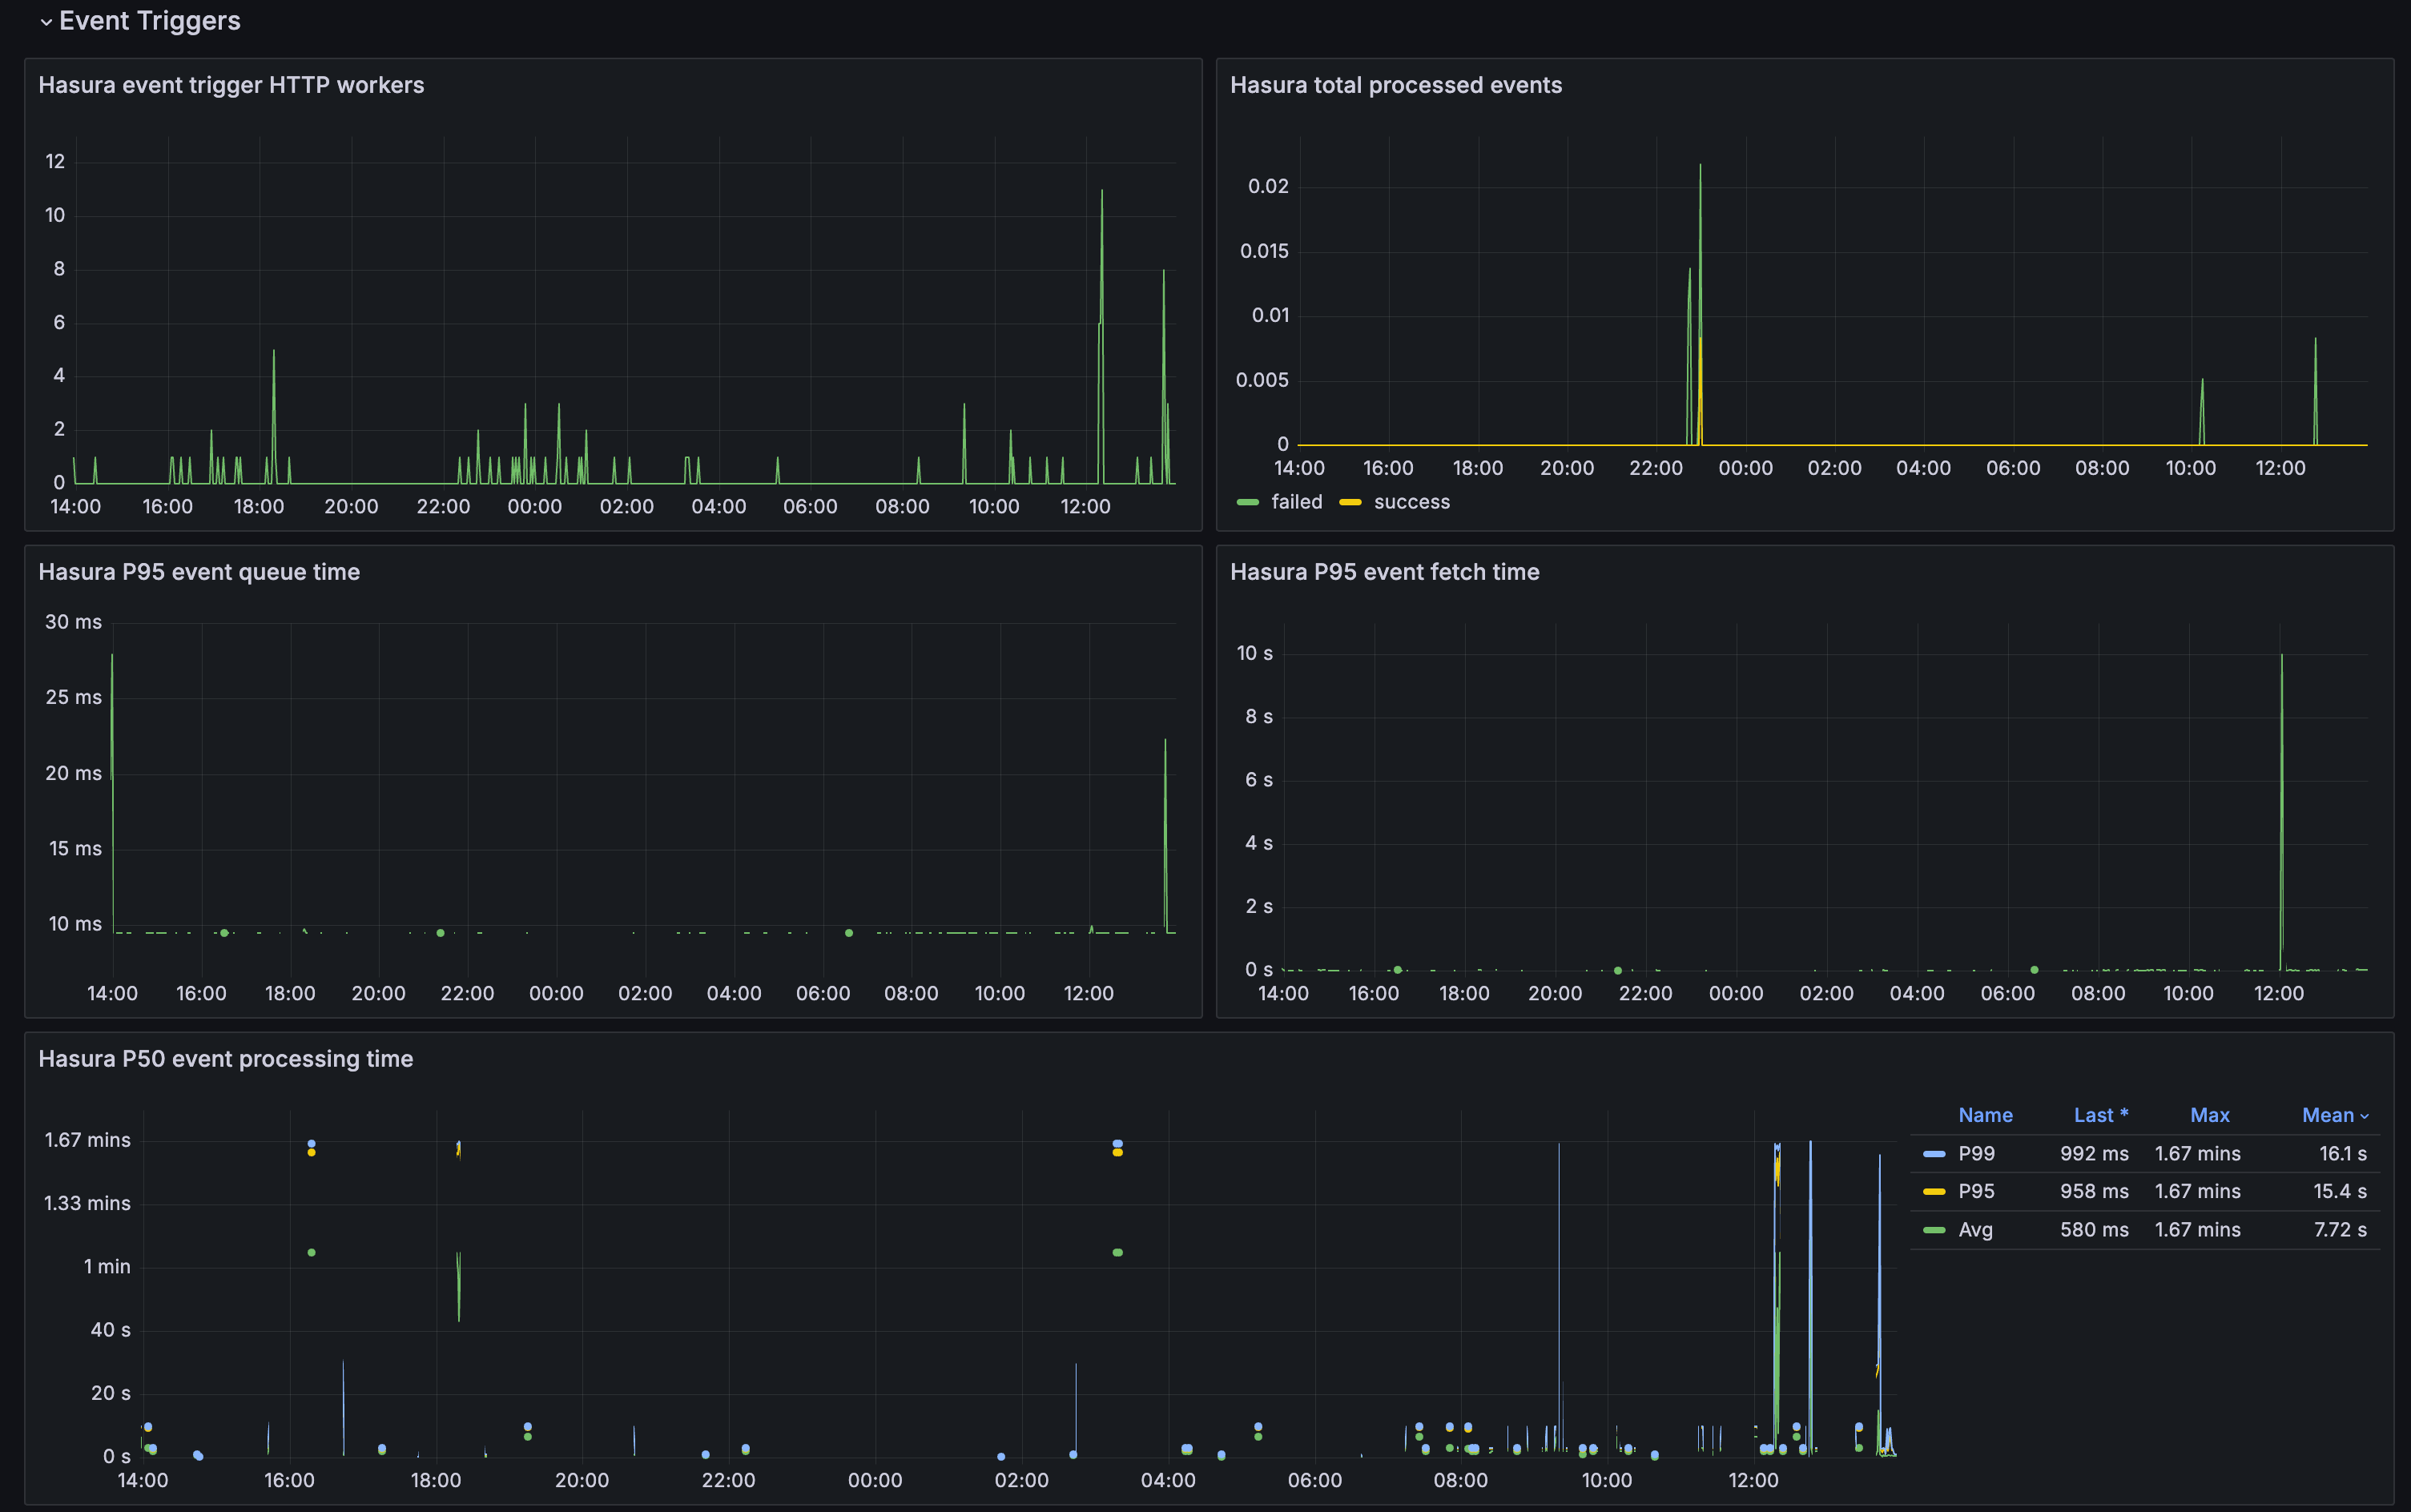 Event Triggers
Hasura event trigger HTTP workers
12
10
8
6
4
2
0
14:00 16:00 18:00 20:00 22:00 00:00 02:00 04:00 06:00 08:00 10:00 12:00
Hasura total processed events
0.02
0.015
0.01
0.005
0
14:00 16:00 18:00 20:00 22:00 00:00 02:00 04:00 06:00 08:00 10:00 12:00
failed success
Hasura P95 event queue time
30 ms
25 ms
20 ms
15 ms
10 ms
14:00 16:00 18:00 20:00 22:00 00:00 02:00 04:00 06:00 08:00 10:00 12:00
Hasura P95 event fetch time
10 s
8 s
6 s
4 s
2 s
0 s
14:00 16:00 18:00 20:00 22:00 00:00 02:00 04:00 06:00 08:00 10:00 12:00
Hasura P50 event processing time
1.67 mins
1.33 mins
1 min
40 s
20 s
0 s
14:00 16:00 18:00 20:00 22:00 00:00 02:00 04:00 06:00 08:00 10:00 12:00
Name Last * Max Mean
P99 992 ms 1.67 mins 16.1 s
P95 958 ms 1.67 mins 15.4 s
Avg 580 ms 1.67 mins 7.72 s